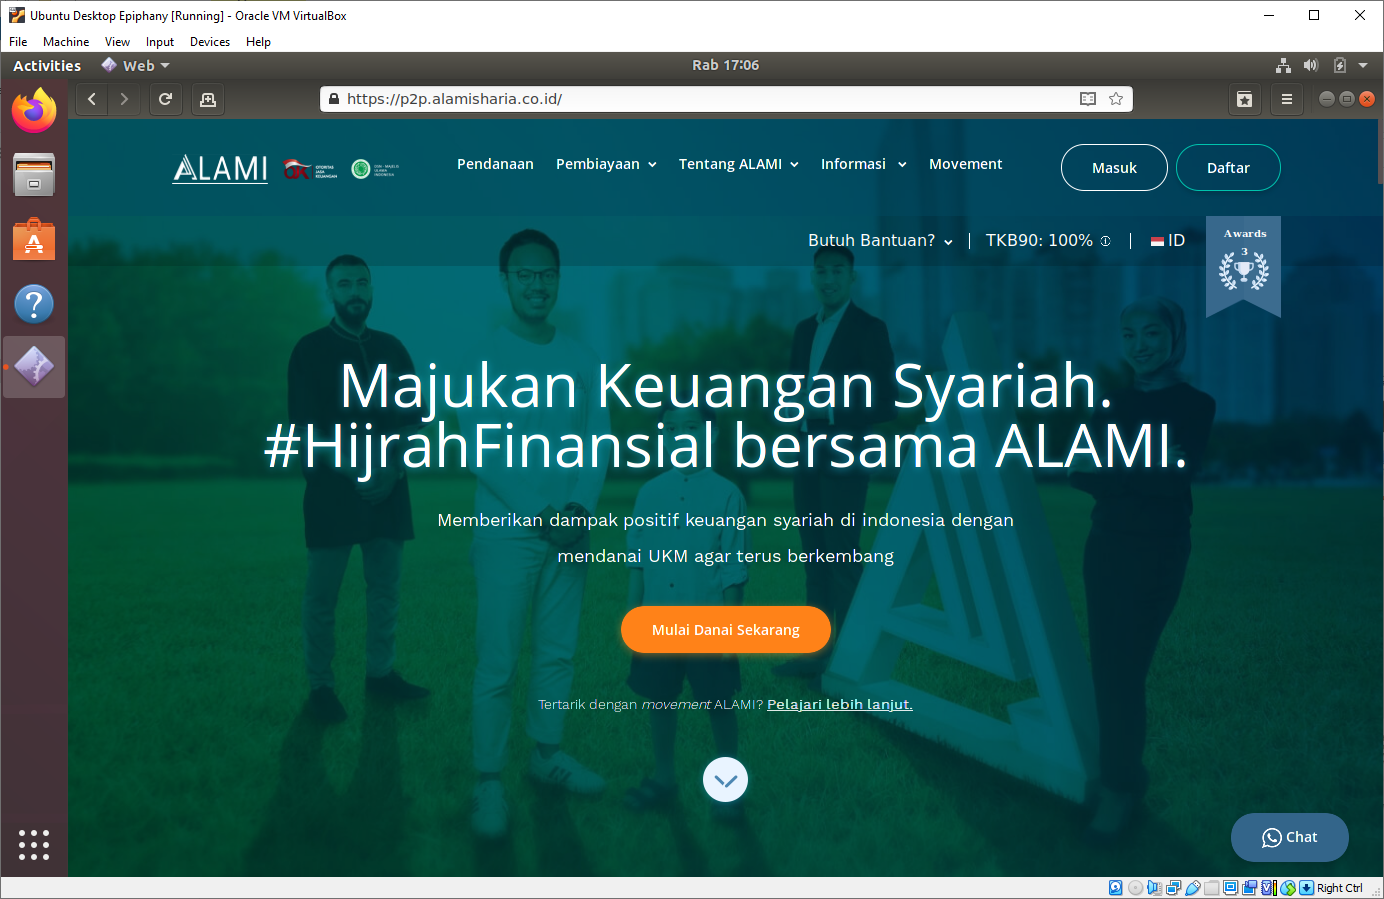 Ubuntu Desktop Epiphany [Running] - Oracle VM VirtualBox
File Machine View Input Devices Help
Activities Web Rab 17:06
https://p2p.alamisharia.co.id/
ALAMI OTORITAS JASA KEUANGAN Pendanaan Pembiayaan Tentang ALAMI Informasi Movement Masuk Daftar
Butuh Bantuan? | TKB90: 100% | ID
Awards
3
Majukan Keuangan Syariah.
#HijrahFinansial bersama ALAMI.
Memberikan dampak positif keuangan syariah di indonesia dengan
mendanai UKM agar terus berkembang
Mulai Danai Sekarang
Tertarik dengan movement ALAMI? Pelajari lebih lanjut.
Chat
Right Ctrl